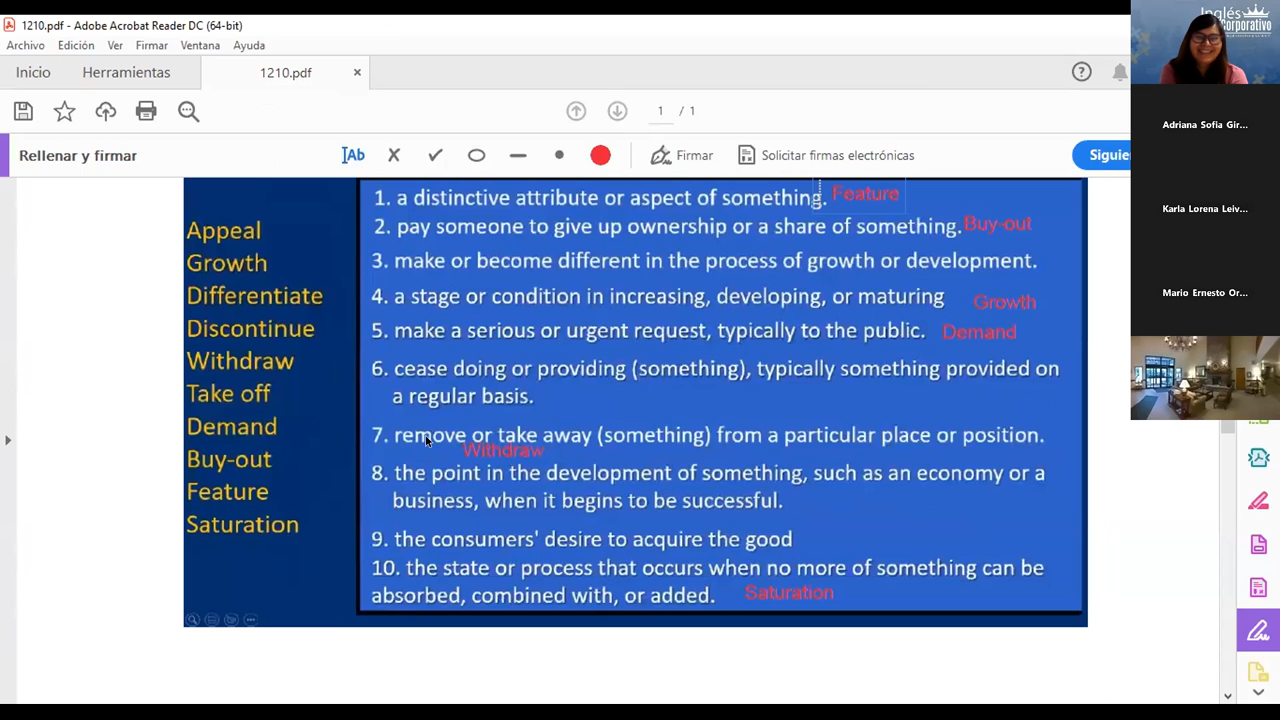 1210.pdf - Adobe Acrobat Reader DC (64-bit)
Archivo Edición Ver Firmar Ventana Ayuda
Inicio Herramientas 1210.pdf ×
1 / 1
Rellenar y firmar Ab Firmar Solicitar firmas electrónicas Siguie
Appeal
Growth
Differentiate
Discontinue
Withdraw
Take off
Demand
Buy-out
Feature
Saturation
1. a distinctive attribute or aspect of something. Feature
2. pay someone to give up ownership or a share of something. Buy-out
3. make or become different in the process of growth or development.
4. a stage or condition in increasing, developing, or maturing Growth
5. make a serious or urgent request, typically to the public. Demand
6. cease doing or providing (something), typically something provided on
a regular basis.
7. remove or take away (something) from a particular place or position.
Withdraw
8. the point in the development of something, such as an economy or a
business, when it begins to be successful.
9. the consumers' desire to acquire the good
10. the state or process that occurs when no more of something can be
absorbed, combined with, or added. Saturation
Inglés
Corporativo
Adriana Sofia Gir...
Karla Lorena Leiv...
Mario Ernesto Or...